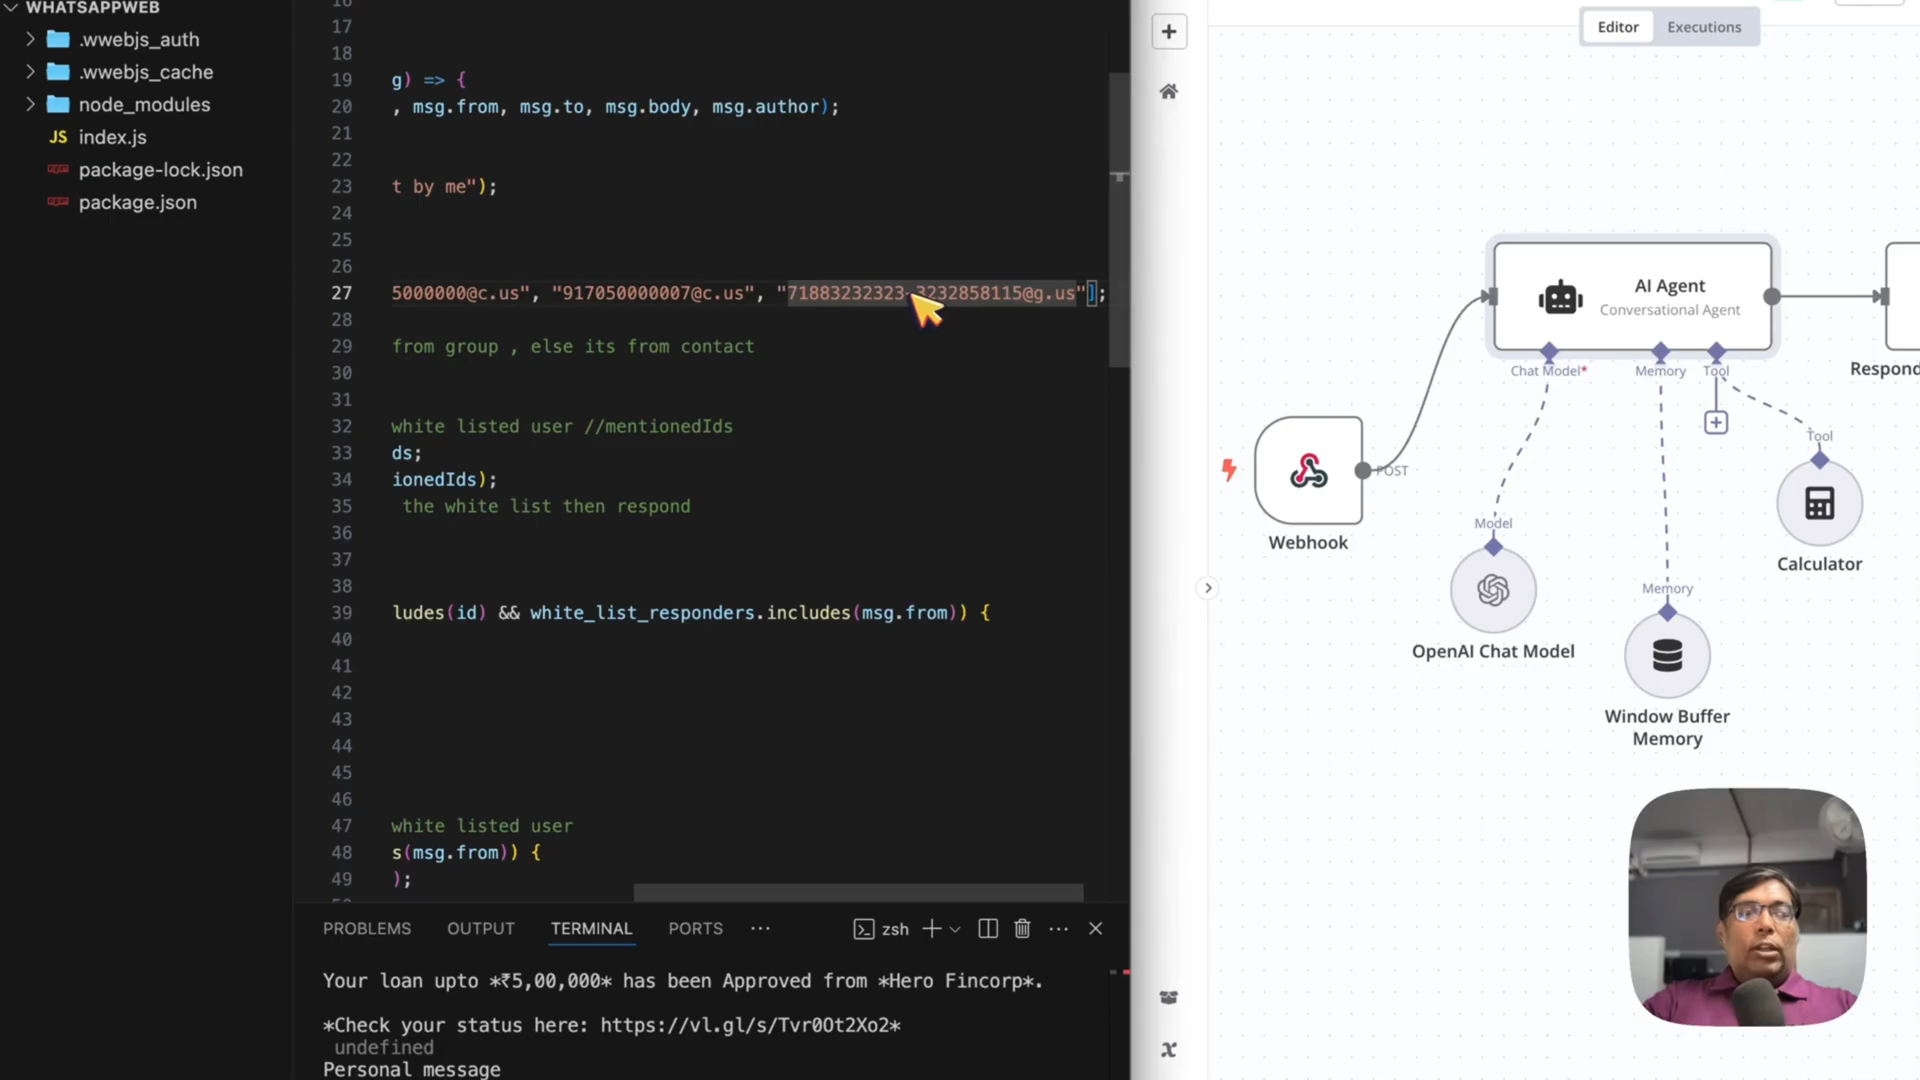 WHATSAPPWEB
.wwebjs_auth
.wwebjs_cache
node_modules
JS index.js
package-lock.json
package.json
17
18
19 g) => {
20 , msg.from, msg.to, msg.body, msg.author);
21
22
23 t by me");
24
25
26
27 5000000@c.us", "917050000007@c.us", "71883232323-3232858115@g.us"];
28
29 from group , else its from contact
30
31
32 white listed user //mentionedIds
33 ds;
34 ionedIds);
35 the white list then respond
36
37
38
39 ludes(id) && white_list_responders.includes(msg.from)) {
40
41
42
43
44
45
46
47 white listed user
48 s(msg.from)) {
49 );
PROBLEMS OUTPUT TERMINAL PORTS ··· zsh
Your loan upto *₹5,00,000* has been Approved from *Hero Fincorp*.
*Check your status here: https://vl.gl/s/Tvr0Ot2Xo2*
undefined
Personal message
Editor Executions
AI Agent
Conversational Agent
Chat Model*
Memory
Tool
Respond
Tool
POST
Webhook
Model
Calculator
Memory
OpenAI Chat Model
Window Buffer
Memory